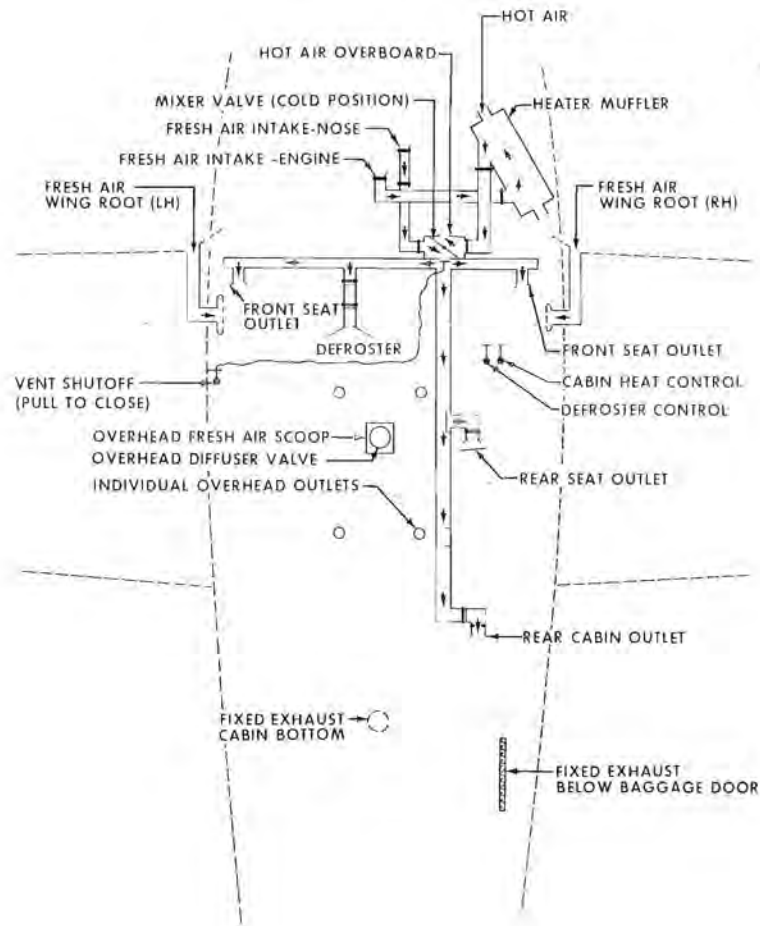 HOT AIR
HOT AIR OVERBOARD
MIXER VALVE (COLD POSITION)
HEATER MUFFLER
FRESH AIR INTAKE-NOSE
FRESH AIR INTAKE -ENGINE
FRESH AIR
WING ROOT (LH)
FRESH AIR
WING ROOT (RH)
FRONT SEAT
OUTLET
DEFROSTER
FRONT SEAT OUTLET
VENT SHUTOFF
(PULL TO CLOSE)
CABIN HEAT CONTROL
DEFROSTER CONTROL
OVERHEAD FRESH AIR SCOOP
OVERHEAD DIFFUSER VALVE
REAR SEAT OUTLET
INDIVIDUAL OVERHEAD OUTLETS
REAR CABIN OUTLET
FIXED EXHAUST
CABIN BOTTOM
FIXED EXHAUST
BELOW BAGGAGE DOOR